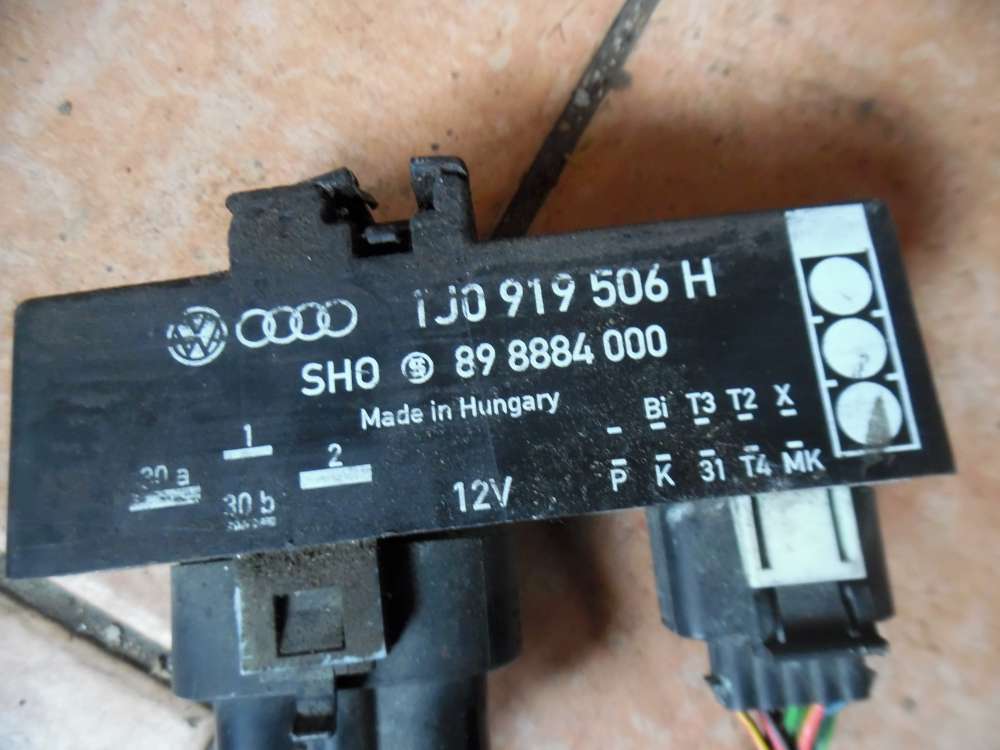 1J0 919 506 H
SHO 89 8884 000
Made in Hungary
1
2
30 a
30 b
12V
- Bi T3 T2 X
P K 31 T4 MK